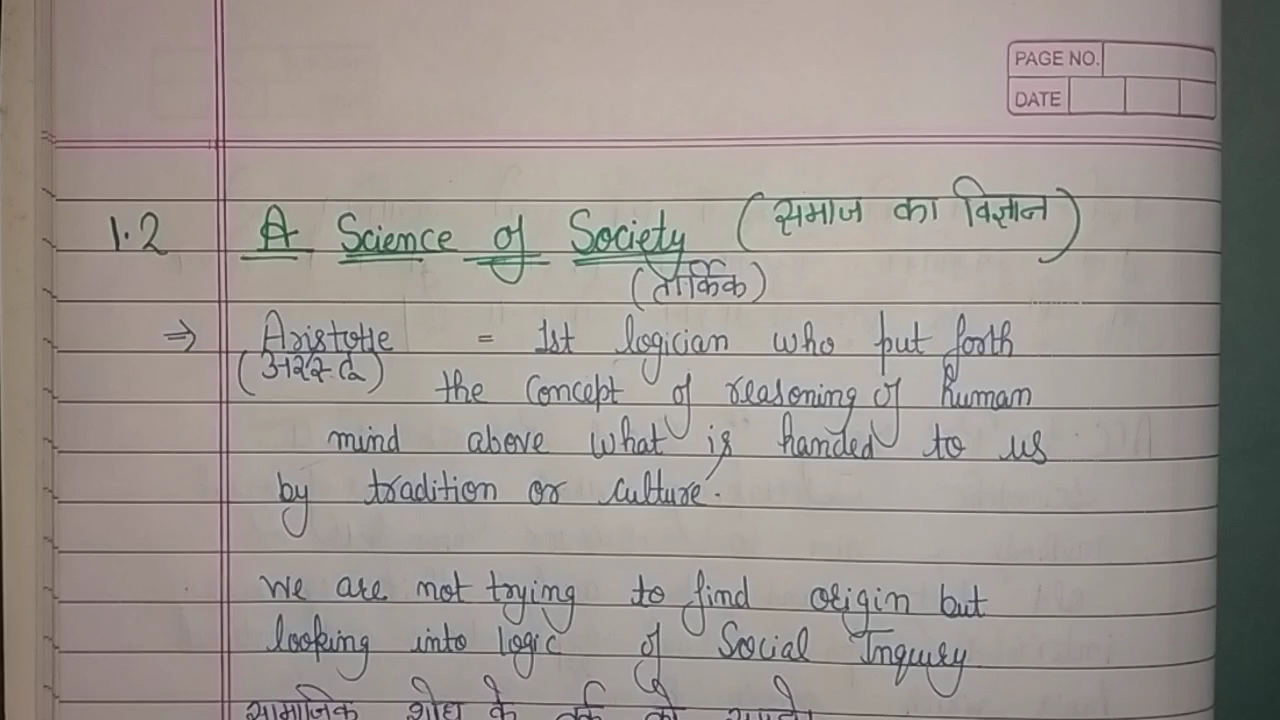 PAGE NO.
DATE
1.2 A Science of Society (समाज का विज्ञान)
(तार्किक)
⇒ Aristotle = 1st logician who put forth
(अरस्तू) the concept of reasoning of human
mind above what is handed to us
by tradition or culture.
We are not trying to find origin but
looking into logic of Social Inquiry
सामाजिक शोध के तर्क को